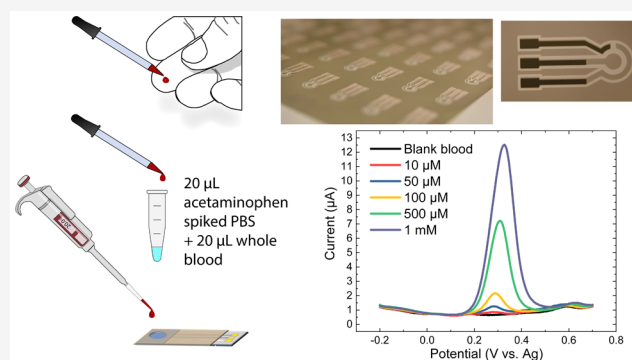 20 µL
acetaminophen
spiked PBS
+ 20 µL whole
blood
Current (µA)
13
12
11
10
9
8
7
6
5
4
3
2
1
0
Blank blood
10 µM
50 µM
100 µM
500 µM
1 mM
-0.2 0.0 0.2 0.4 0.6 0.8
Potential (V vs. Ag)